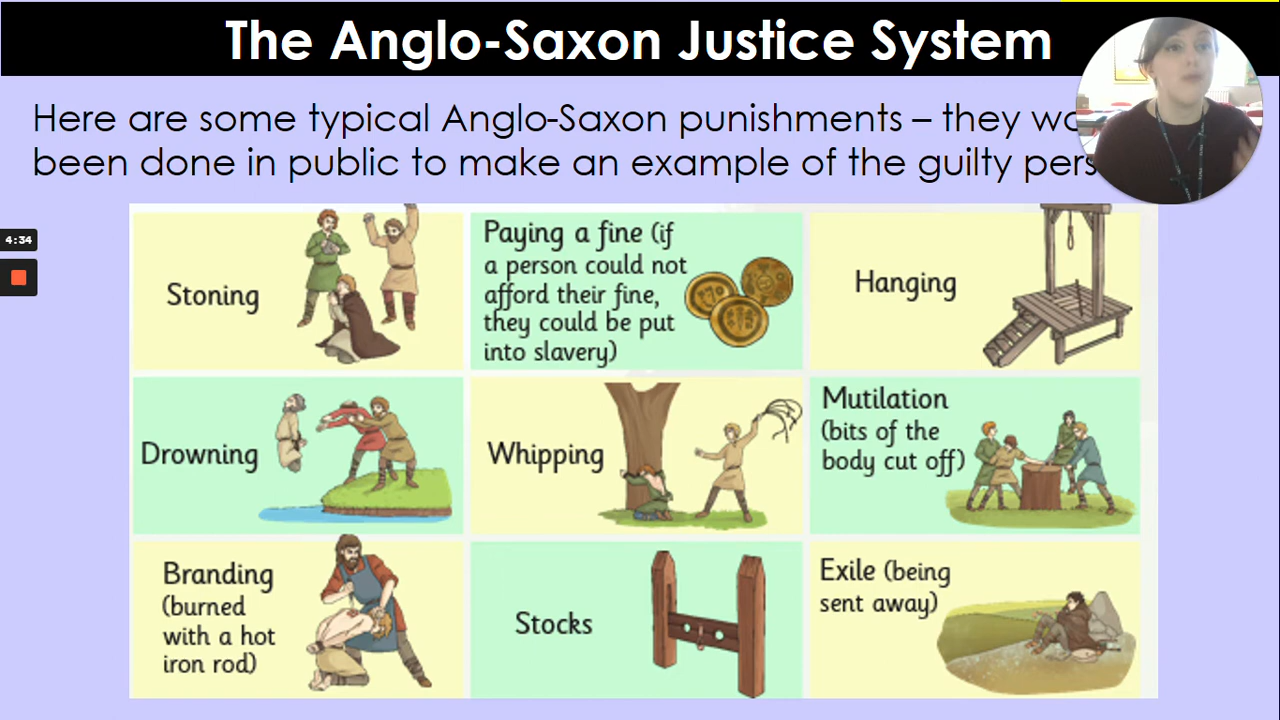 The Anglo-Saxon Justice System
Here are some typical Anglo-Saxon punishments – they
been done in public to make an example of the guilty
4:34
Stoning
Paying a fine (if
a person could not
afford their fine,
they could be put
into slavery)
Hanging
Drowning
Whipping
Mutilation
(bits of the
body cut off)
Branding
(burned
with a hot
iron rod)
Stocks
Exile (being
sent away)